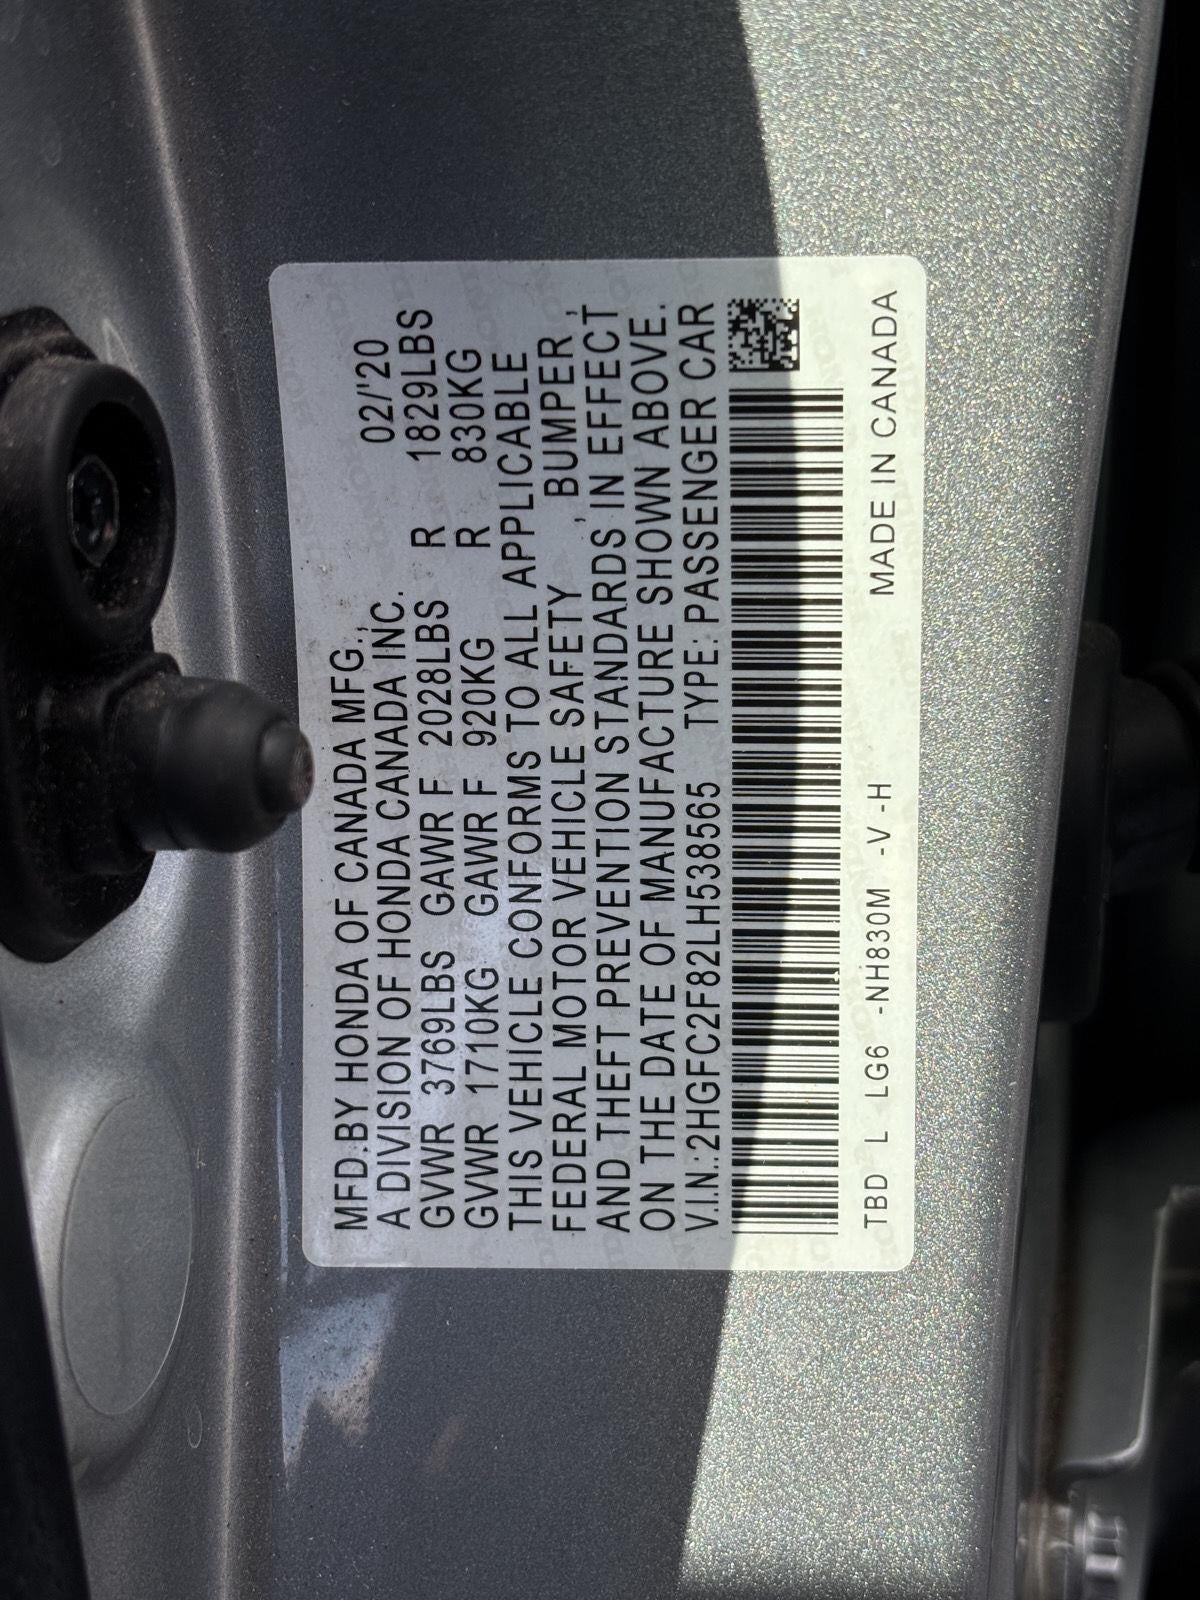 MFD.BY HONDA OF CANADA MFG., 02/'20
A DIVISION OF HONDA CANADA INC.
GVWR 3769LBS GAWR F 2028LBS R 1829LBS
GVWR 1710KG GAWR F 920KG R 830KG
THIS VEHICLE CONFORMS TO ALL APPLICABLE
FEDERAL MOTOR VEHICLE SAFETY , BUMPER ,
AND THEFT PREVENTION STANDARDS IN EFFECT
ON THE DATE OF MANUFACTURE SHOWN ABOVE.
V.I.N.:2HGFC2F82LH538565 TYPE: PASSENGER CAR
TBD L LG6 -NH830M -V -H MADE IN CANADA